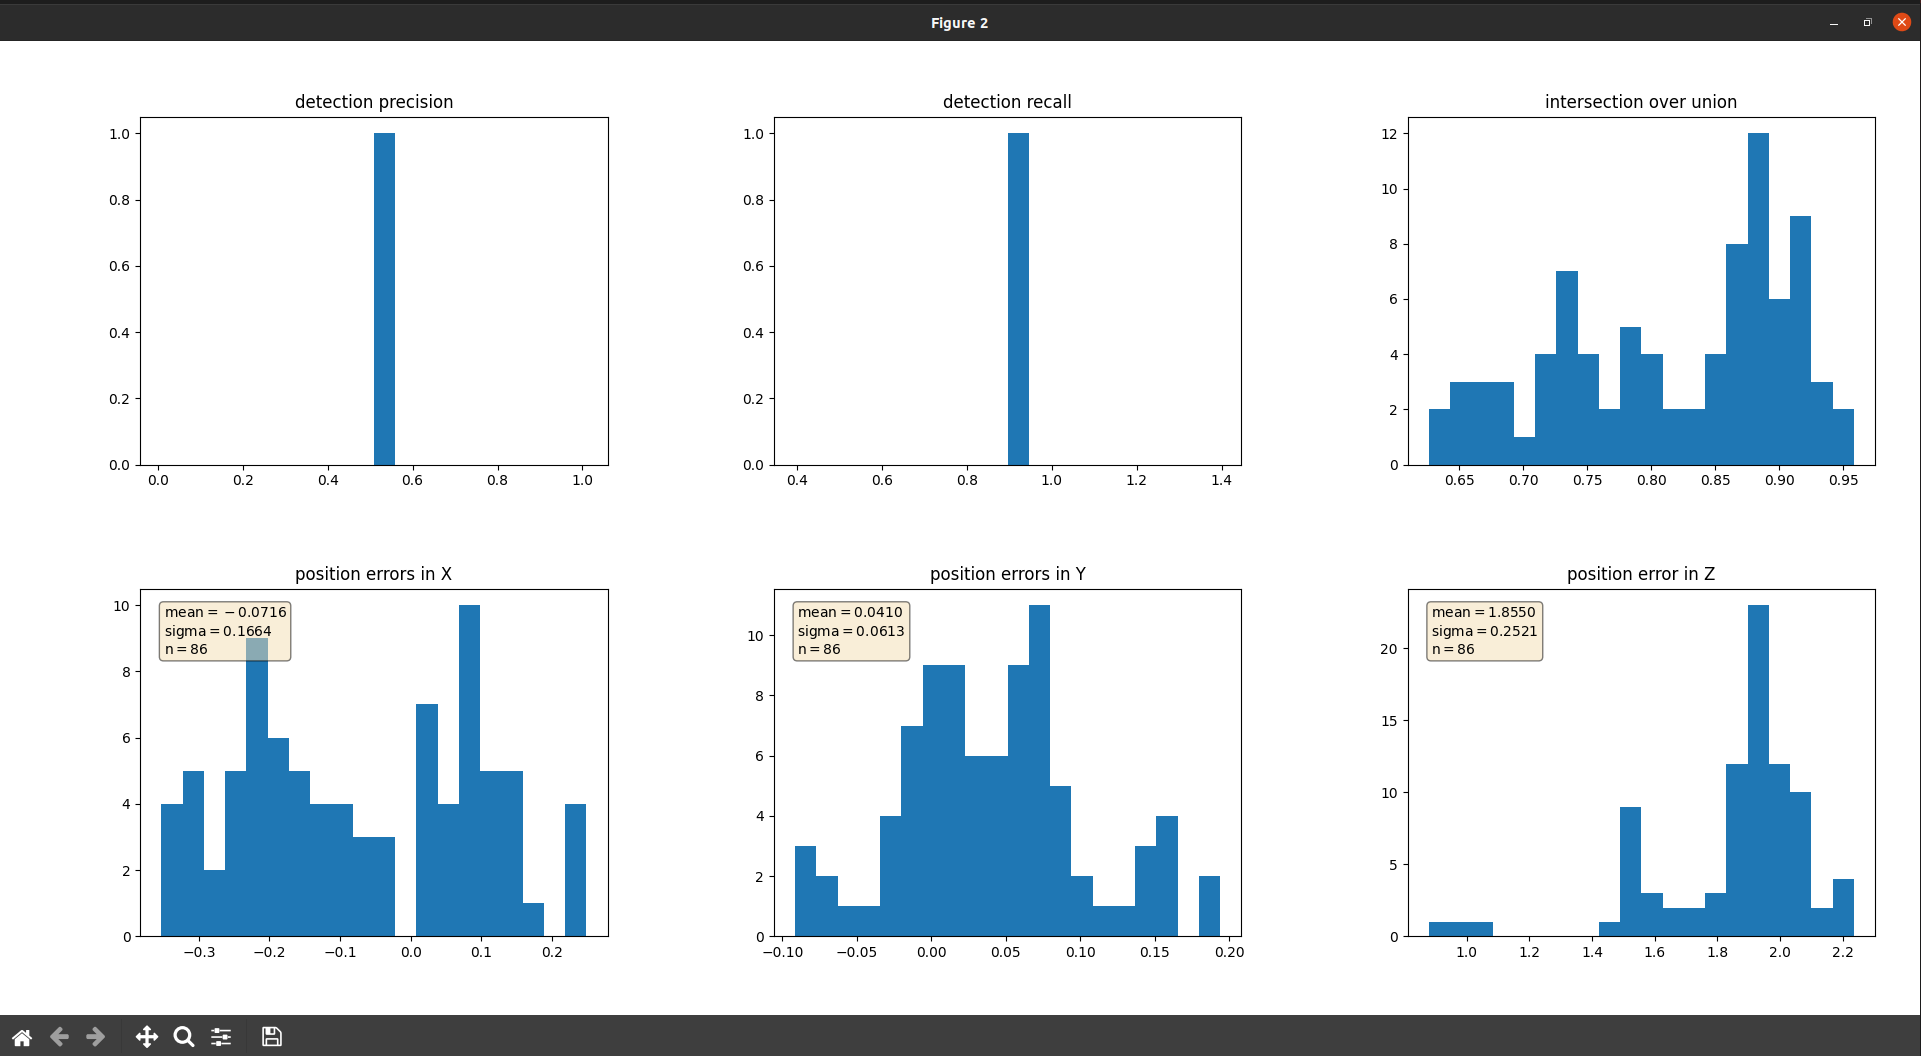 Figure 2
detection precision
1.0
0.8
0.6
0.4
0.2
0.0
0.0 0.2 0.4 0.6 0.8 1.0
detection recall
1.0
0.8
0.6
0.4
0.2
0.0
0.4 0.6 0.8 1.0 1.2 1.4
intersection over union
12
10
8
6
4
2
0
0.65 0.70 0.75 0.80 0.85 0.90 0.95
position errors in X
mean = −0.0716
sigma = 0.1664
n = 86
10
8
6
4
2
0
−0.3 −0.2 −0.1 0.0 0.1 0.2
position errors in Y
mean = 0.0410
sigma = 0.0613
n = 86
10
8
6
4
2
0
−0.10 −0.05 0.00 0.05 0.10 0.15 0.20
position error in Z
mean = 1.8550
sigma = 0.2521
n = 86
20
15
10
5
0
1.0 1.2 1.4 1.6 1.8 2.0 2.2